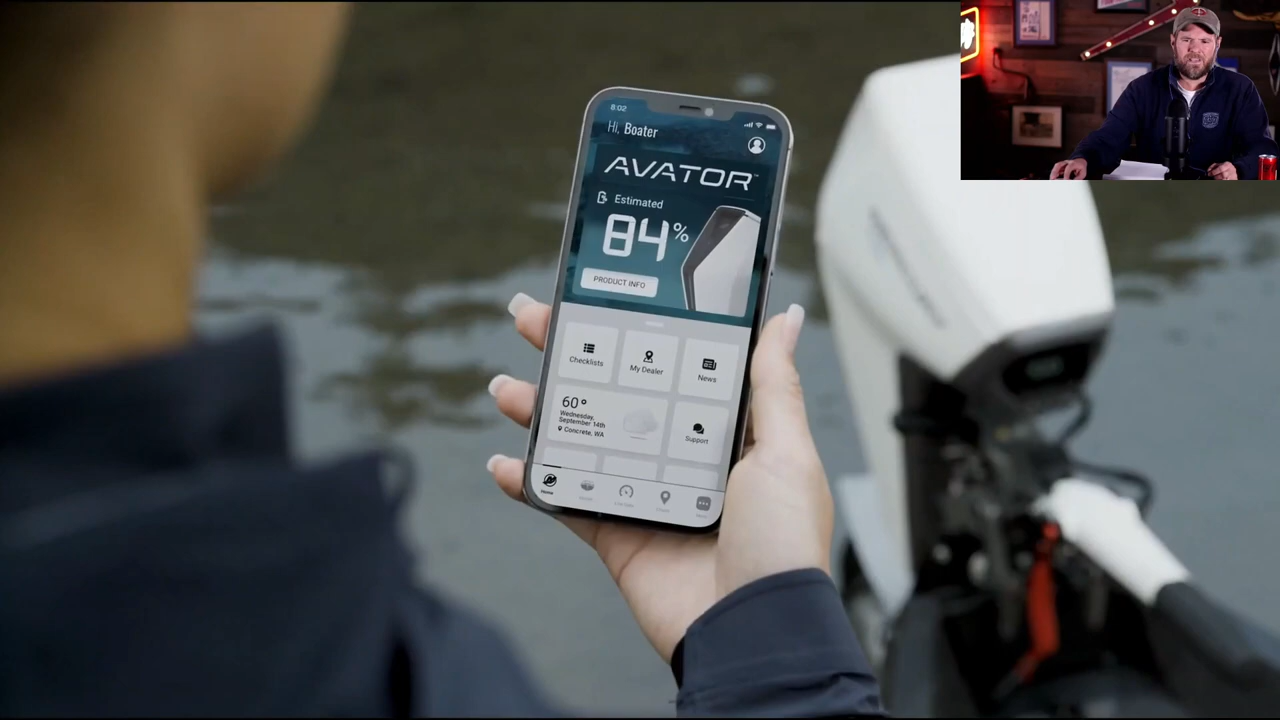 8:02
Hi, Boater
AVATOR™
Estimated
84%
PRODUCT INFO
Checklists
My Dealer
News
60°
Wednesday,
September 14th
Concrete, WA
Support
Home